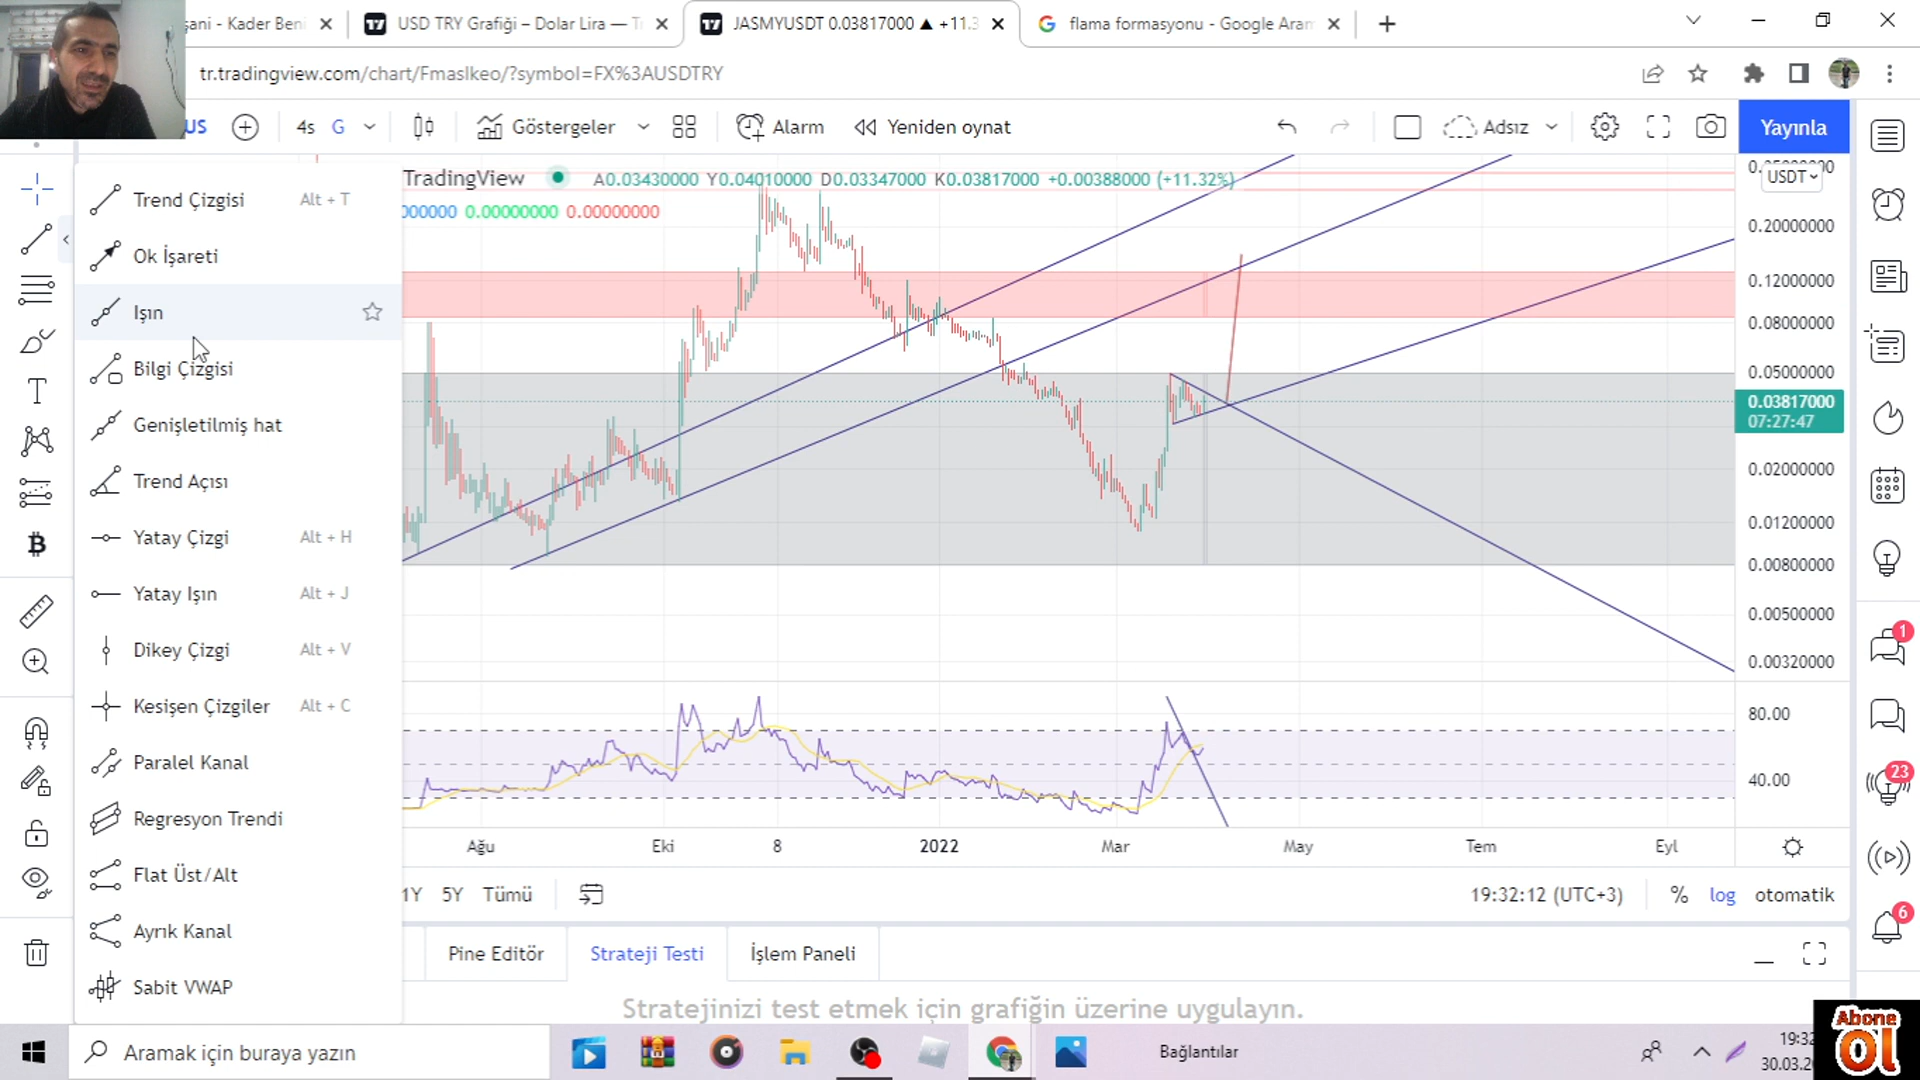 şani - Kader Beni
USD TRY Grafiği – Dolar Lira — Tr
JASMYUSDT 0.03817000 ▲ +11.3
flama formasyonu - Google Aram
tr.tradingview.com/chart/Fmaslkeo/?symbol=FX%3AUSDTRY
US
4s
G
Göstergeler
Alarm
Yeniden oynat
Adsız
Yayınla
TradingView
A0.03430000 Y0.04010000 D0.03347000 K0.03817000 +0.00388000 (+11.32%)
000000 0.00000000 0.00000000
USDT
0.20000000
0.12000000
0.08000000
0.05000000
0.03817000
07:27:47
0.02000000
0.01200000
0.00800000
0.00500000
0.00320000
80.00
40.00
Trend Çizgisi Alt + T
Ok İşareti
Işın
Bilgi Çizgisi
Genişletilmiş hat
Trend Açısı
Yatay Çizgi Alt + H
Yatay Işın Alt + J
Dikey Çizgi Alt + V
Kesişen Çizgiler Alt + C
Paralel Kanal
Regresyon Trendi
Flat Üst/Alt
Ayrık Kanal
Sabit VWAP
Ağu Eki 8 2022 Mar May Tem Eyl
1Y 5Y Tümü
19:32:12 (UTC+3) % log otomatik
Pine Editör Strateji Testi İşlem Paneli
Stratejinizi test etmek için grafiğin üzerine uygulayın.
1
23
6
Aramak için buraya yazın
Bağlantılar
19:32
30.03.20
Abone
Ol